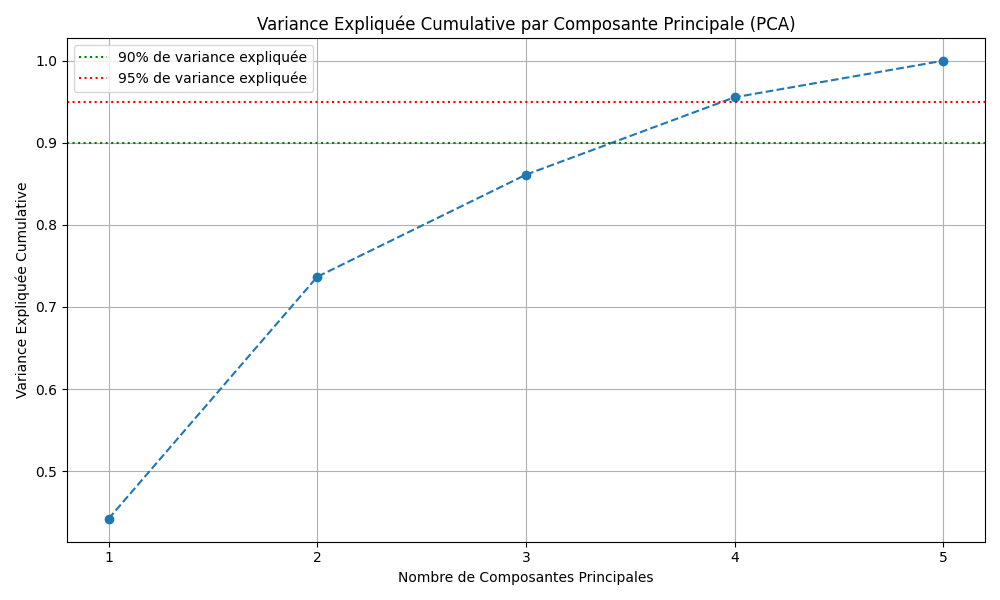 Variance Expliquée Cumulative par Composante Principale (PCA)
90% de variance expliquée
95% de variance expliquée
Variance Expliquée Cumulative
1.0
0.9
0.8
0.7
0.6
0.5
1 2 3 4 5
Nombre de Composantes Principales